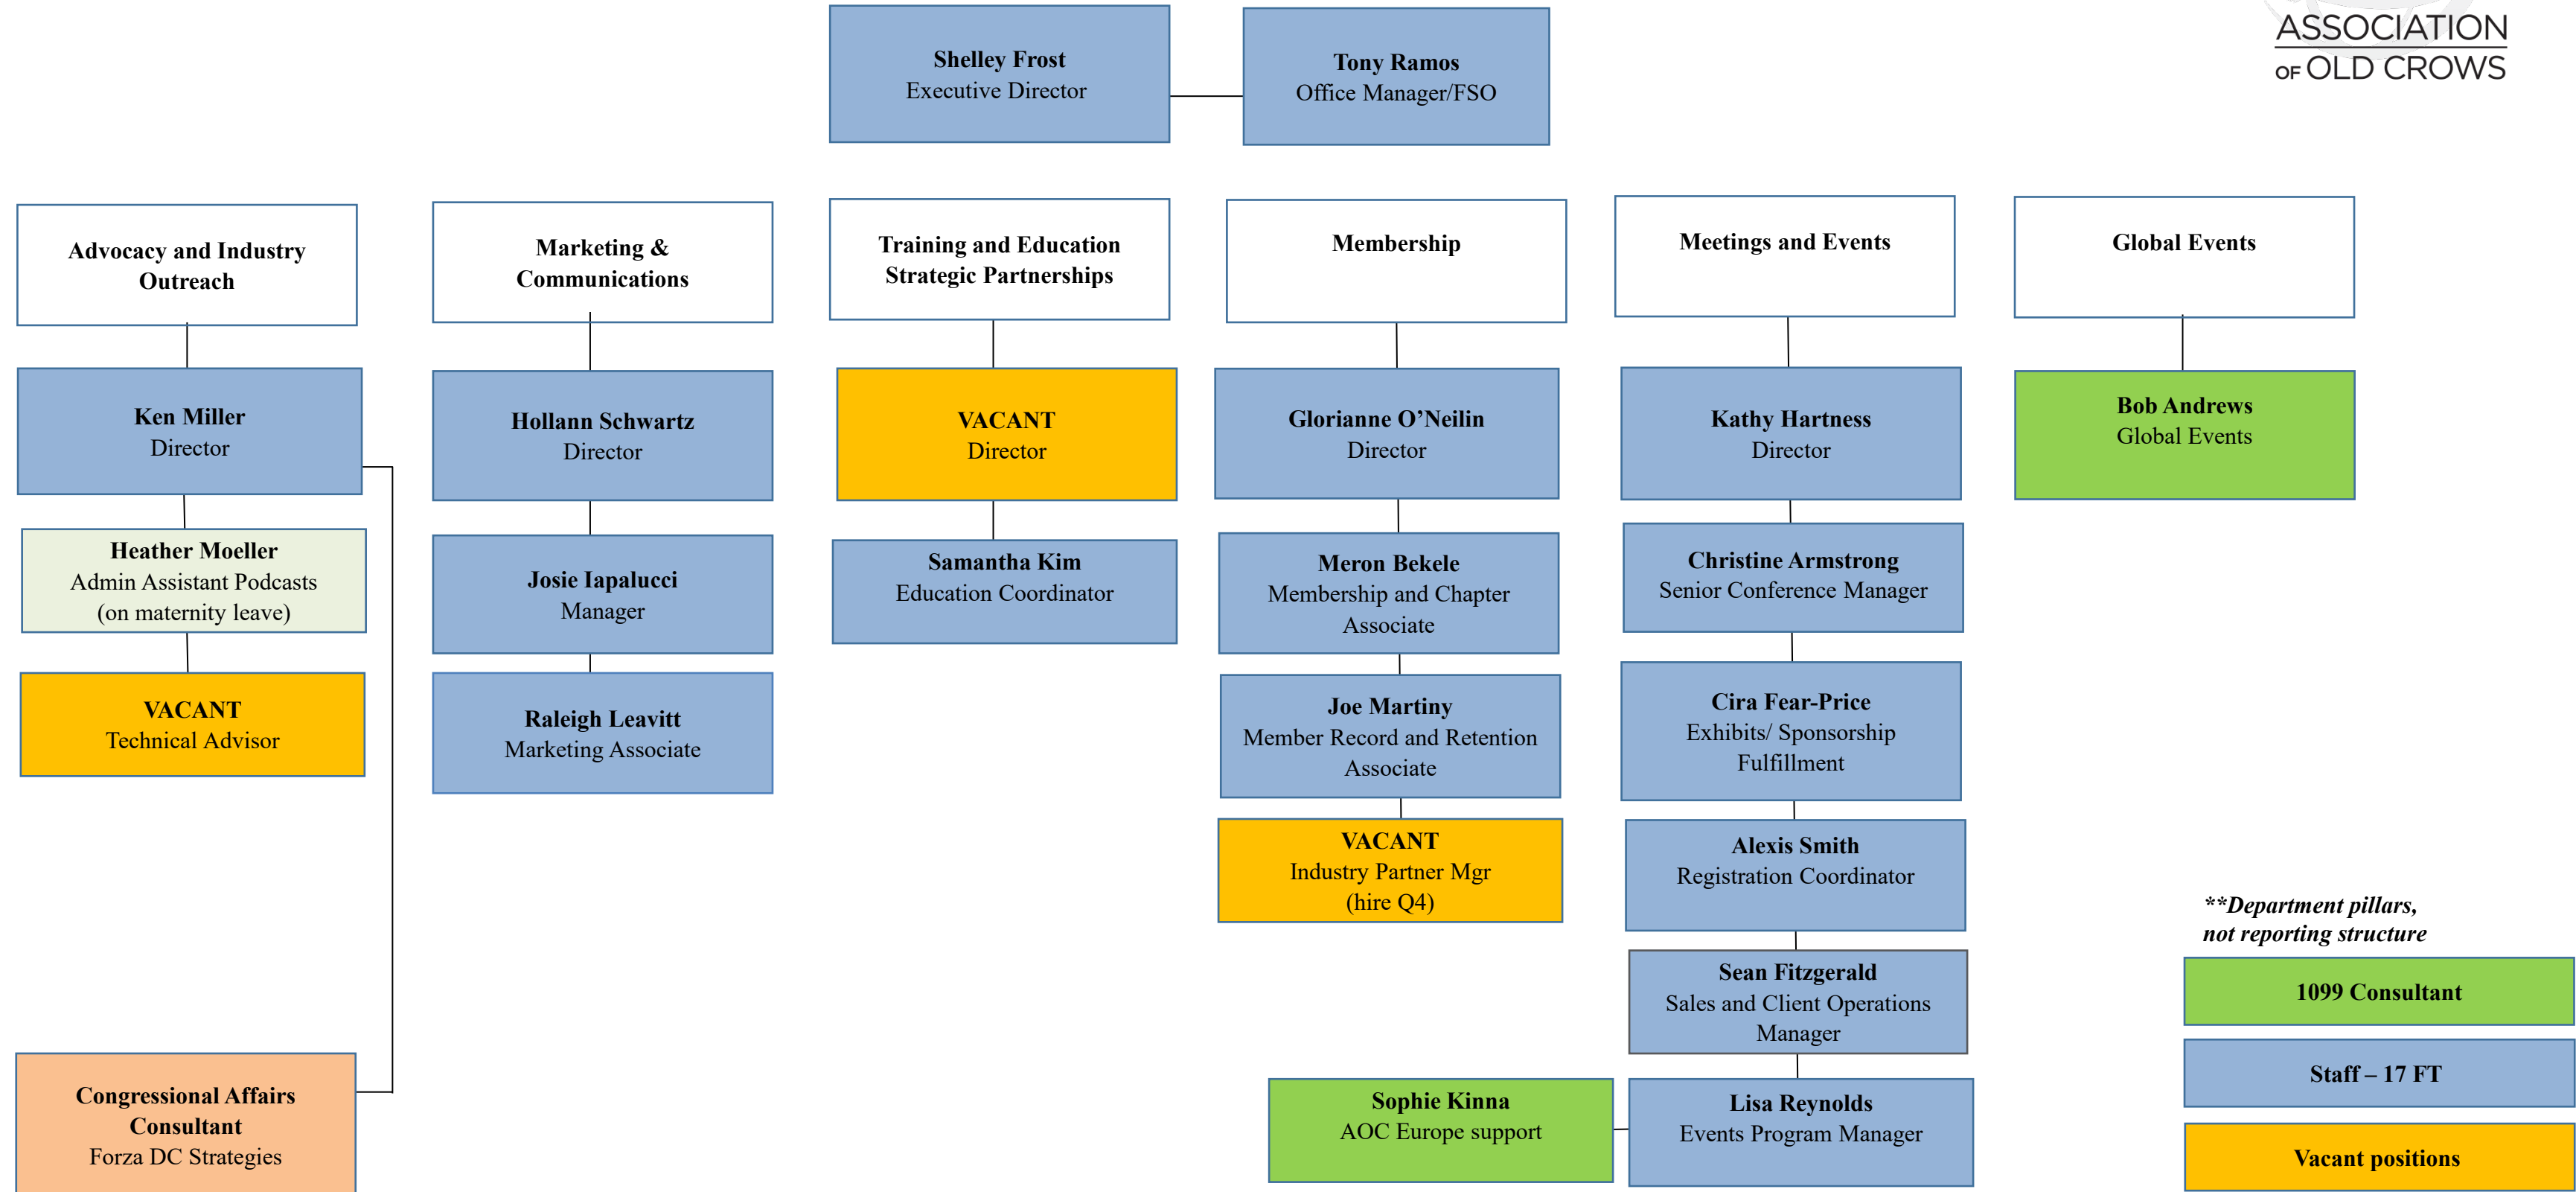 ASSOCIATION
OF OLD CROWS
Shelley Frost
Executive Director
Tony Ramos
Office Manager/FSO
Advocacy and Industry
Outreach
Ken Miller
Director
Heather Moeller
Admin Assistant Podcasts
(on maternity leave)
VACANT
Technical Advisor
Congressional Affairs
Consultant
Forza DC Strategies
Marketing &
Communications
Hollann Schwartz
Director
Josie Iapalucci
Manager
Raleigh Leavitt
Marketing Associate
Training and Education
Strategic Partnerships
VACANT
Director
Samantha Kim
Education Coordinator
Membership
Glorianne O’Neilin
Director
Meron Bekele
Membership and Chapter
Associate
Joe Martiny
Member Record and Retention
Associate
VACANT
Industry Partner Mgr
(hire Q4)
Meetings and Events
Kathy Hartness
Director
Christine Armstrong
Senior Conference Manager
Cira Fear-Price
Exhibits/ Sponsorship
Fulfillment
Alexis Smith
Registration Coordinator
Sean Fitzgerald
Sales and Client Operations
Manager
Sophie Kinna
AOC Europe support
Lisa Reynolds
Events Program Manager
Global Events
Bob Andrews
Global Events
**Department pillars,
not reporting structure
1099 Consultant
Staff – 17 FT
Vacant positions